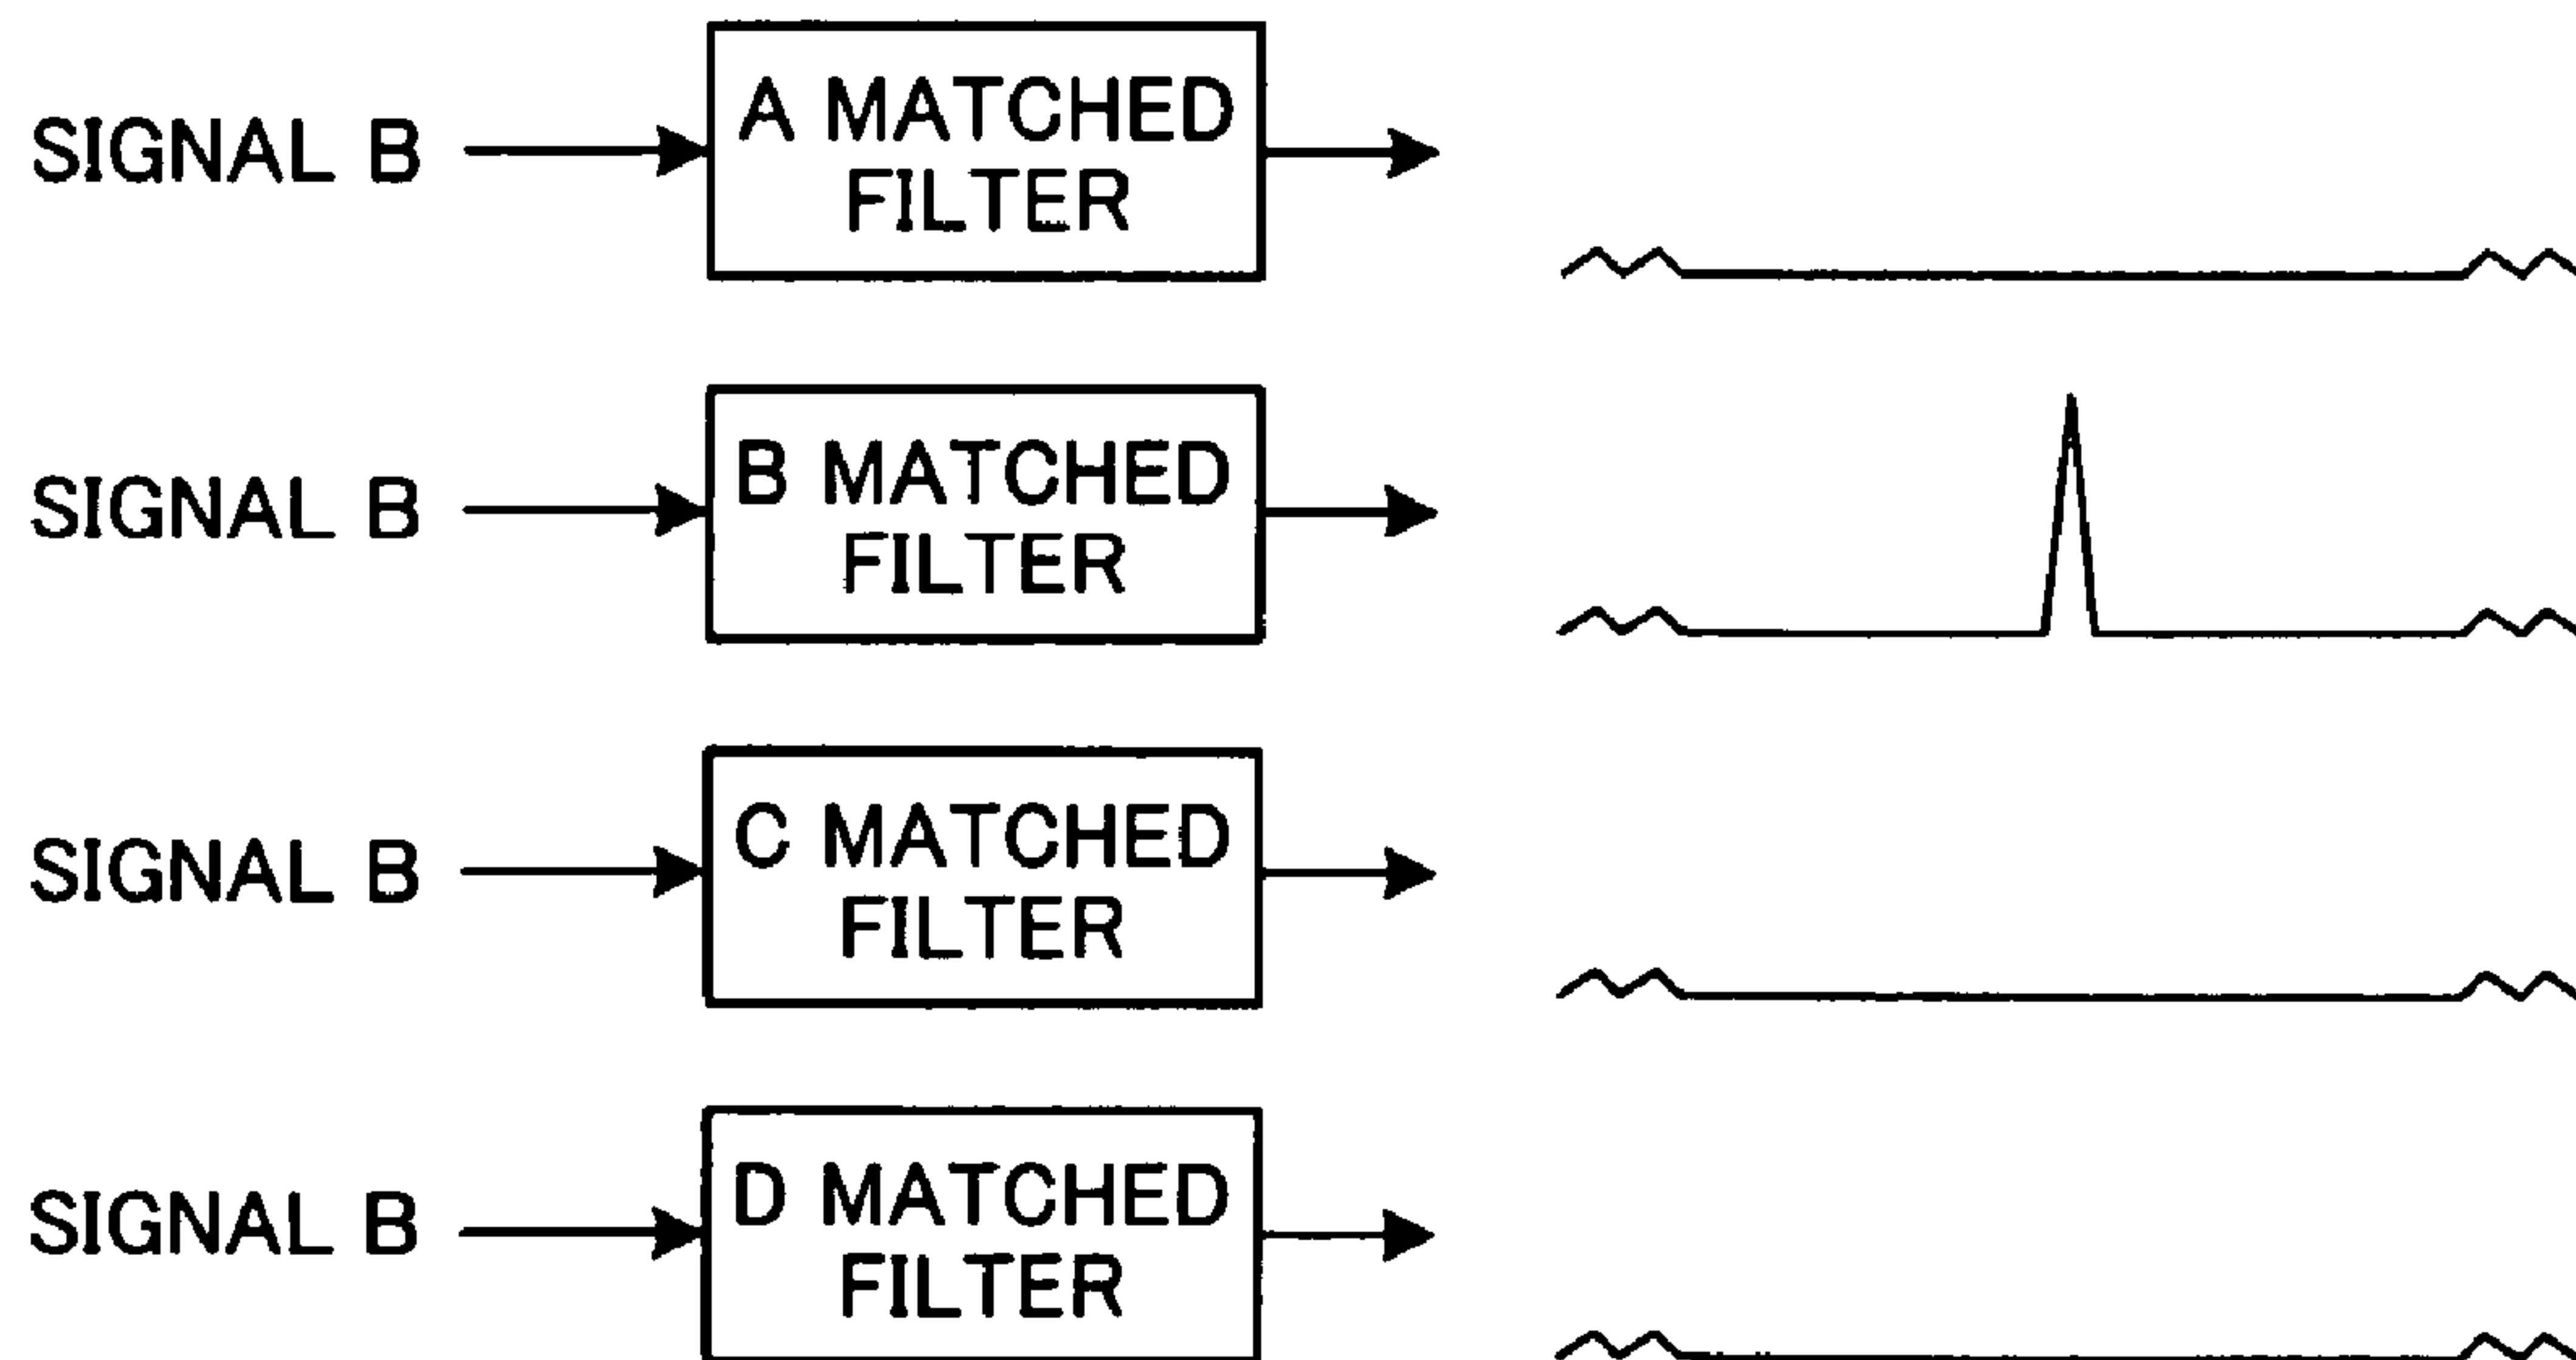 SIGNAL B
A MATCHED
FILTER
SIGNAL B
B MATCHED
FILTER
SIGNAL B
C MATCHED
FILTER
SIGNAL B
D MATCHED
FILTER